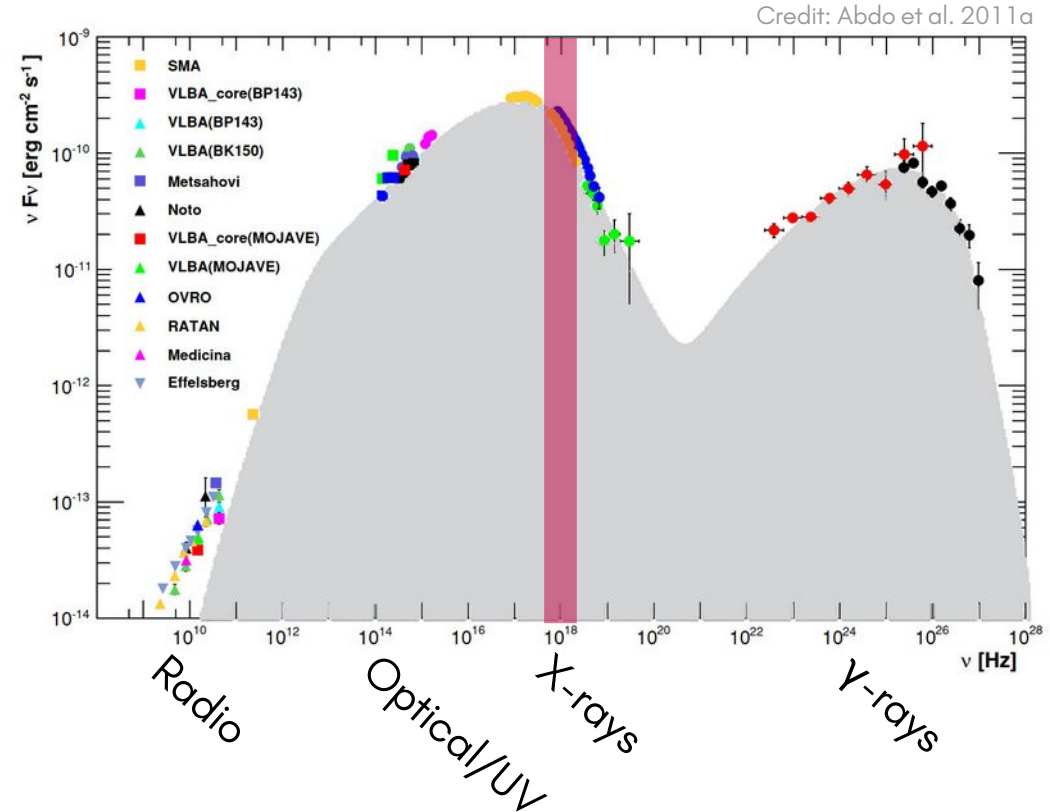 Credit: Abdo et al. 2011a
ν Fν [erg cm⁻² s⁻¹]
10⁻⁹
10⁻¹⁰
10⁻¹¹
10⁻¹²
10⁻¹³
10⁻¹⁴
SMA
VLBA_core(BP143)
VLBA(BP143)
VLBA(BK150)
Metsahovi
Noto
VLBA_core(MOJAVE)
VLBA(MOJAVE)
OVRO
RATAN
Medicina
Effelsberg
10¹⁰ 10¹² 10¹⁴ 10¹⁶ 10¹⁸ 10²⁰ 10²² 10²⁴ 10²⁶ 10²⁸
ν [Hz]
Radio
Optical/UV
X-rays
γ-rays